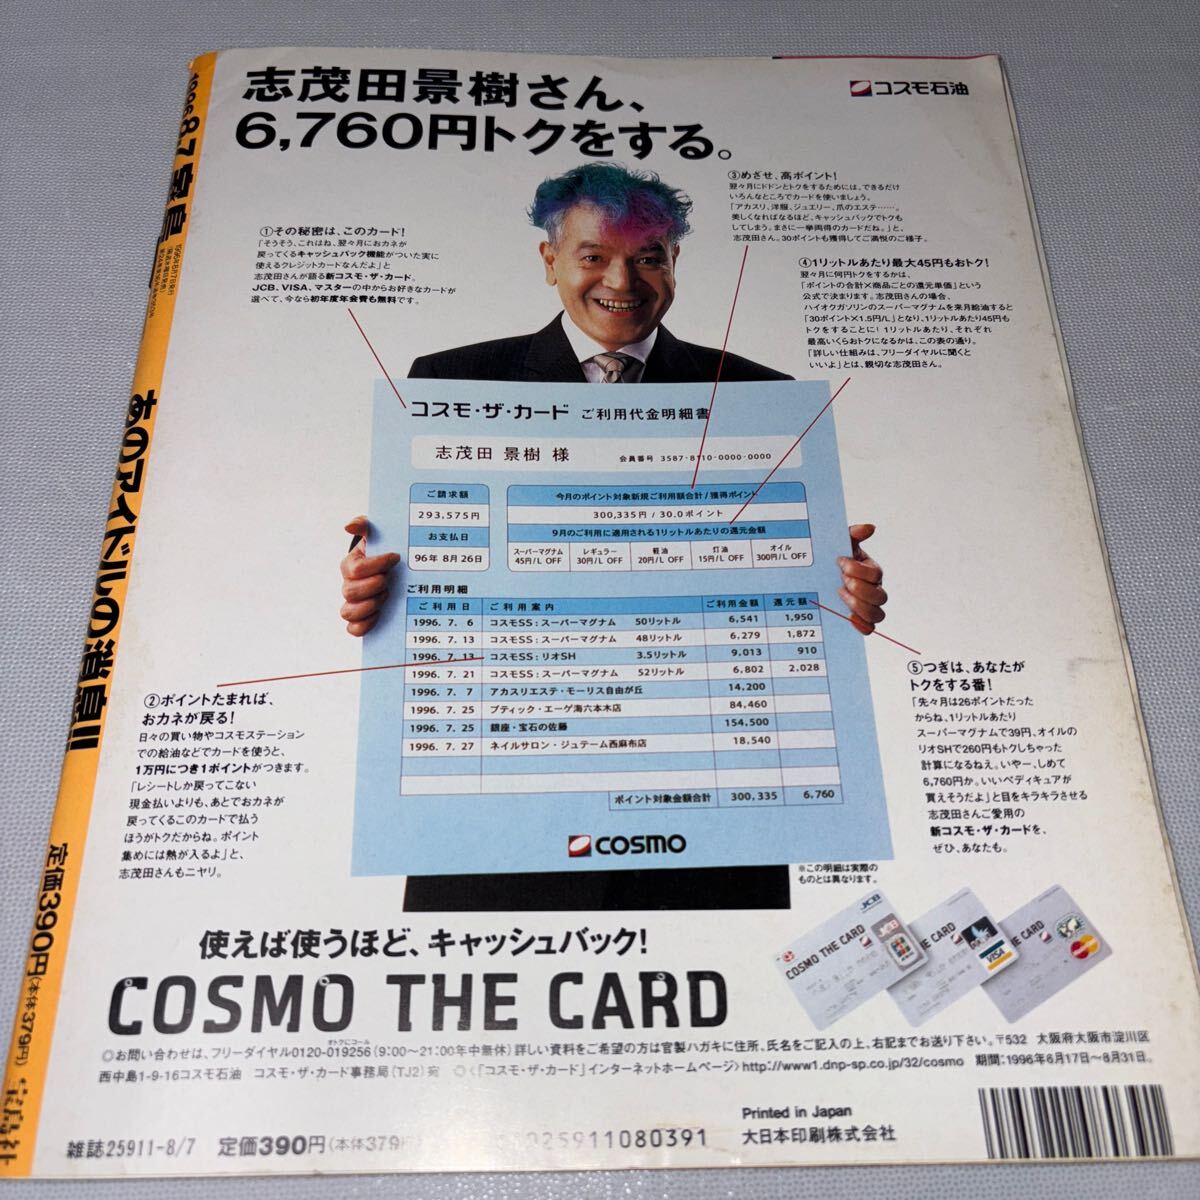 志茂田景樹さん、
6,760円トクをする。
コスモ石油
①その秘密は、このカード!
「そうそう、これはね、翌々月におカネが
戻ってくるキャッシュバック機能がついた実に
使えるクレジットカードなんだよ」と
志茂田さんが語る新コスモ・ザ・カード。
JCB、VISA、マスターの中からお好きなカードが
選べて、今なら初年度年会費も無料です。
③めざせ、高ポイント!
翌々月にドドンとトクをするためには、できるだけ
いろんなところでカードを使いましょう。
「アカスリ、洋服、ジュエリー、爪のエステ……。
美しくなればなるほど、キャッシュバックでトクも
してしまう。まさに一挙両得のカードだね。」と、
志茂田さん。30ポイントも獲得してご満悦のご様子。
④1リットルあたり最大45円もおトク!
翌々月に何円トクをするかは、
「ポイントの合計×商品ごとの還元単価」という
公式で決まります。志茂田さんの場合、
ハイオクガソリンのスーパーマグナムを来月給油すると
「30ポイント×1.5円/L」となり、1リットルあたり45円も
トクをすることに! 1リットルあたり、それぞれ
最高いくらおトクになるかは、この表の通り。
「詳しい仕組みは、フリーダイヤルに聞くと
いいよ」とは、親切な志茂田さん。
コスモ・ザ・カード ご利用代金明細書
志茂田 景樹 様 会員番号 3587-8110-0000-0000
ご請求額
293,575円
お支払日
96年 8月26日
今月のポイント対象新規ご利用額合計/獲得ポイント
300,335円 / 30.0ポイント
9月のご利用に適用される1リットルあたりの還元金額
スーパーマグナム 45円/L OFF レギュラー 30円/L OFF 軽油 20円/L OFF 灯油 15円/L OFF オイル 300円/L OFF
ご利用明細
ご利用日 ご利用案内 ご利用金額 還元額
1996. 7. 6 コスモSS:スーパーマグナム 50リットル 6,541 1,950
1996. 7. 13 コスモSS:スーパーマグナム 48リットル 6,279 1,872
1996. 7. 13 コスモSS:リオSH 3.5リットル 9,013 910
1996. 7. 21 コスモSS:スーパーマグナム 52リットル 6,802 2,028
1996. 7. 7 アカスリエステ・モーリス自由が丘 14,200
1996. 7. 25 ブティック・エーゲ海六本木店 84,460
1996. 7. 25 銀座・宝石の佐藤 154,500
1996. 7. 27 ネイルサロン・ジュテーム西麻布店 18,540
ポイント対象金額合計 300,335 6,760
COSMO
※この明細は実際の
ものとは異なります。
②ポイントたまれば、
おカネが戻る!
日々の買い物やコスモステーション
での給油などでカードを使うと、
1万円につき1ポイントがつきます。
「レシートしか戻ってこない
現金払いよりも、あとでおカネが
戻ってくるこのカードで払う
ほうがトクだからね。ポイント
集めには熱が入るよ」と、
志茂田さんもニヤリ。
⑤つぎは、あなたが
トクをする番!
「先々月は26ポイントだった
からね、1リットルあたり
スーパーマグナムで39円、オイルの
リオSHで260円もトクしちゃった
計算になるねえ。いやー、しめて
6,760円か。いいペディキュアが
買えそうだよ」と目をキラキラさせる
志茂田さんご愛用の
新コスモ・ザ・カードを、
ぜひ、あなたも。
使えば使うほど、キャッシュバック!
COSMO THE CARD
COSMO THE CARD
JCB
THE CARD
VISA
THE CARD
MasterCard
オトクにコール
◎お問い合わせは、フリーダイヤル0120-019256(9:00〜21:00年中無休)詳しい資料をご希望の方は官製ハガキに住所、氏名をご記入の上、右記までお送り下さい。〒532 大阪府大阪市淀川区
西中島1-9-16コスモ石油 コスモ・ザ・カード事務局(TJ2)宛 ◎<「コスモ・ザ・カード」インターネットホームページ>http://www1.dnp-sp.co.jp/32/cosmo 期間:1996年6月17日〜8月31日。
雑誌25911-8/7 定価390円(本体379円
25911080391
Printed in Japan
大日本印刷株式会社
1996.8.7 宝島
あのアイドルの消息!!
定価390円(本体379円)
宝島社